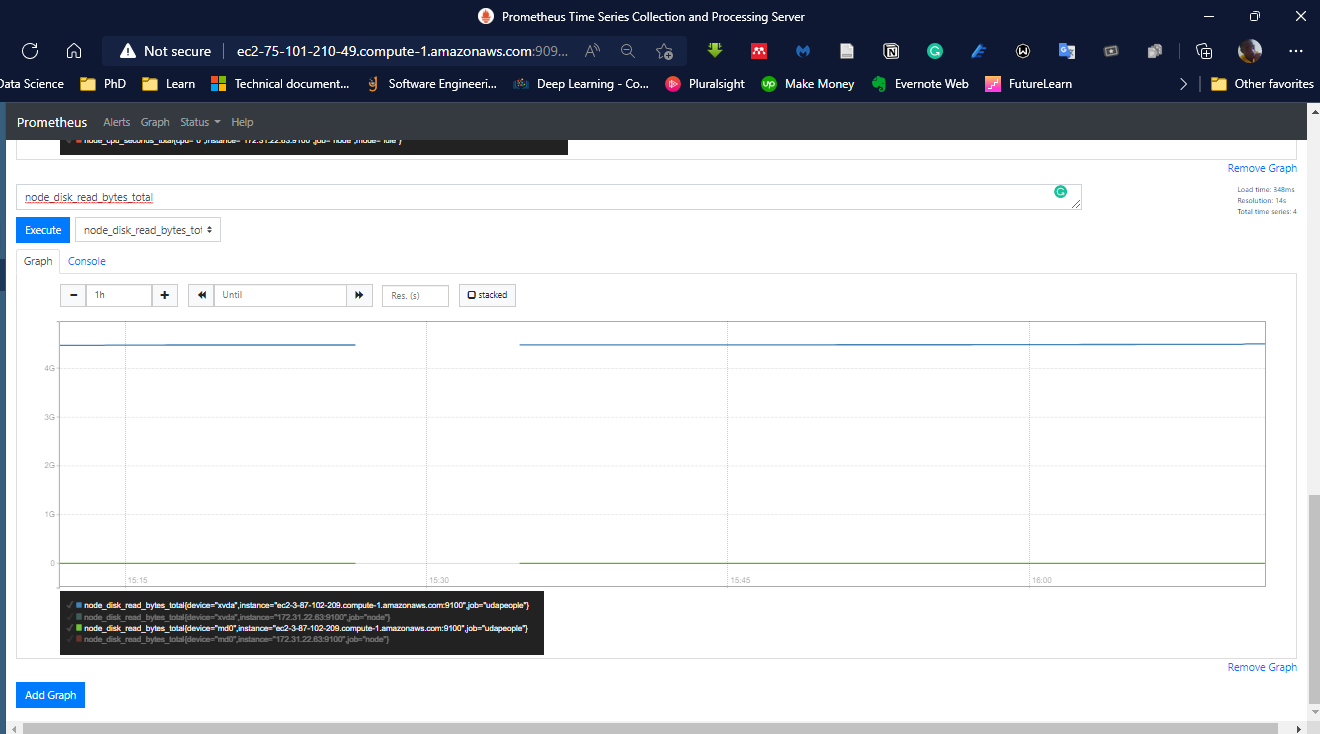 Prometheus Time Series Collection and Processing Server
Not secure ec2-75-101-210-49.compute-1.amazonaws.com:909...
Data Science PhD Learn Technical document... Software Engineeri... Deep Learning - Co... Pluralsight Make Money Evernote Web FutureLearn Other favorites
Prometheus Alerts Graph Status Help
node_cpu_seconds_total{cpu="0",instance="172.31.22.63:9100",job="node",mode="idle"}
Remove Graph
node_disk_read_bytes_total
Load time: 348ms
Resolution: 14s
Total time series: 4
Execute node_disk_read_bytes_tot
Graph Console
1h Until Res. (s) stacked
4G
3G
2G
1G
0
15:15 15:30 15:45 16:00
node_disk_read_bytes_total{device="xvda",instance="ec2-3-87-102-209.compute-1.amazonaws.com:9100",job="udapeople"}
node_disk_read_bytes_total{device="xvda",instance="172.31.22.63:9100",job="node"}
node_disk_read_bytes_total{device="md0",instance="ec2-3-87-102-209.compute-1.amazonaws.com:9100",job="udapeople"}
node_disk_read_bytes_total{device="md0",instance="172.31.22.63:9100",job="node"}
Remove Graph
Add Graph